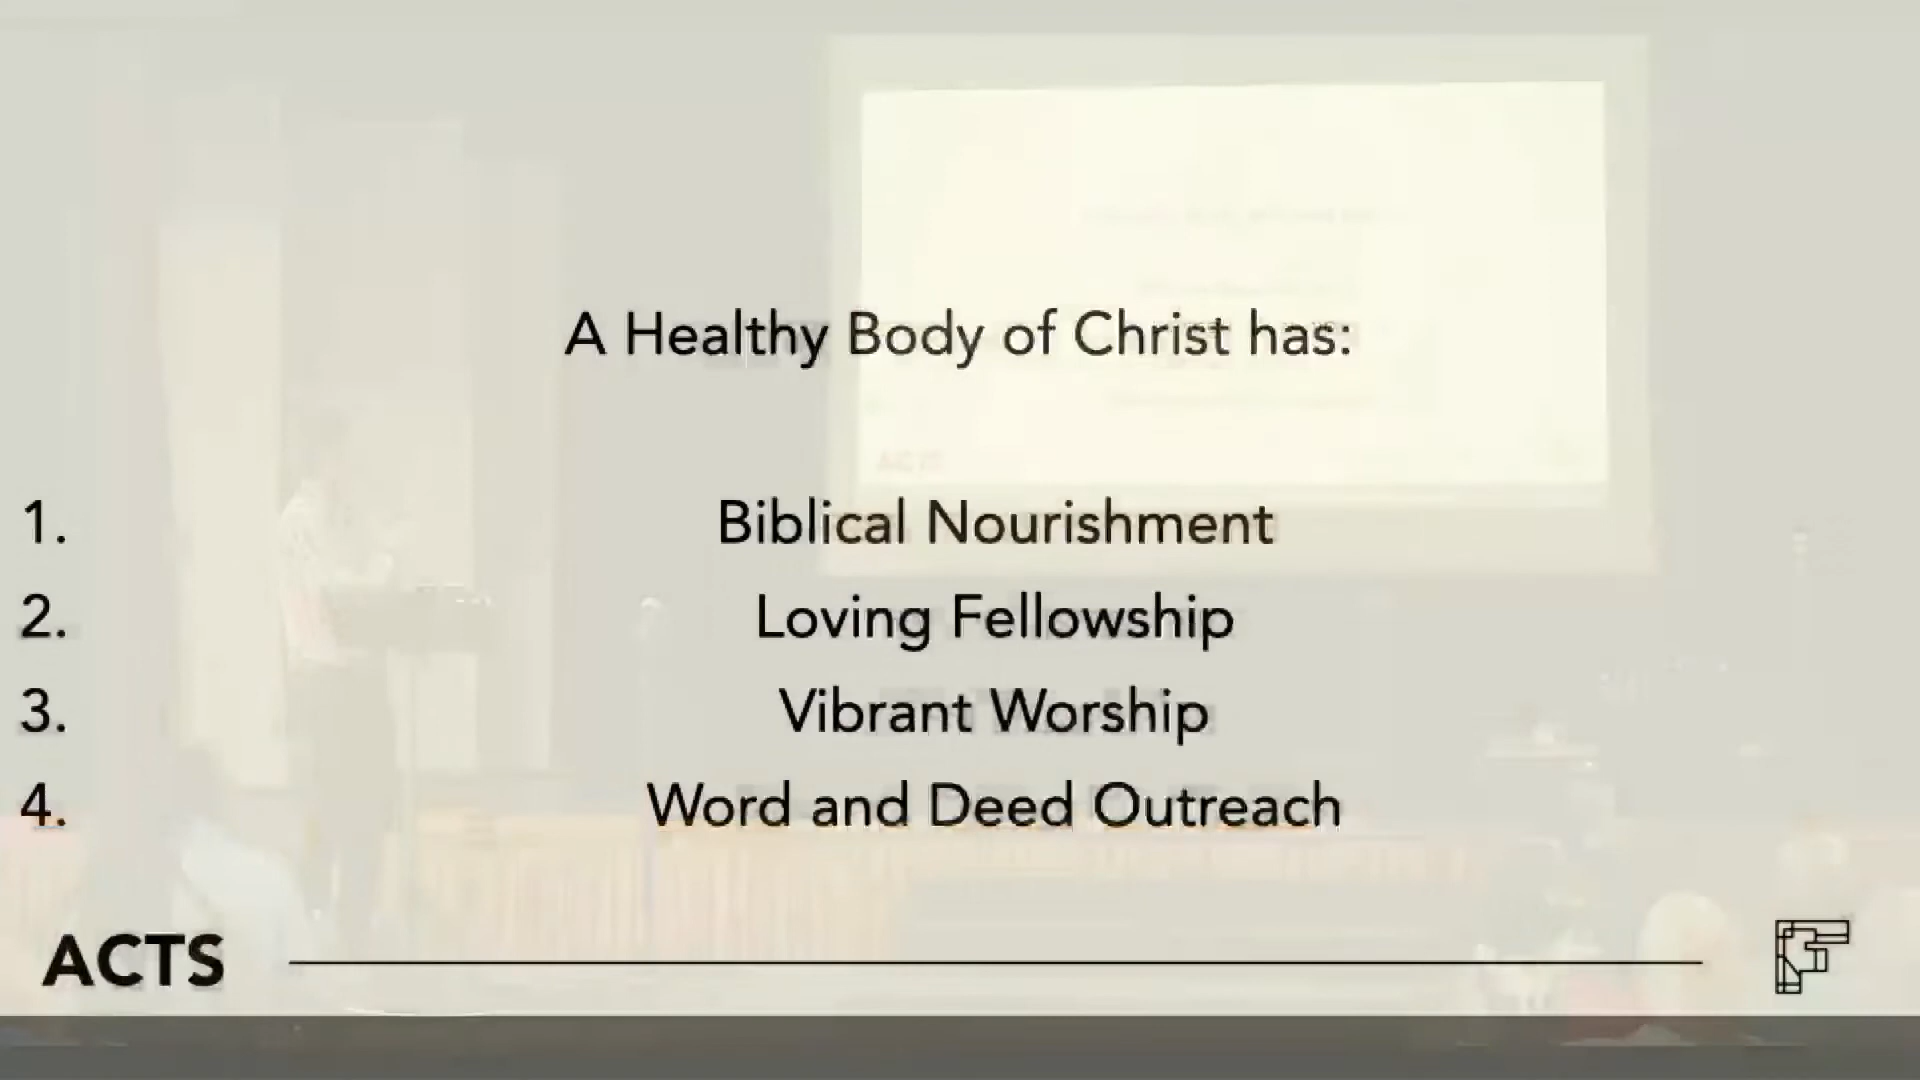 A Healthy Body of Christ has:
1. Biblical Nourishment
2. Loving Fellowship
3. Vibrant Worship
4. Word and Deed Outreach
ACTS